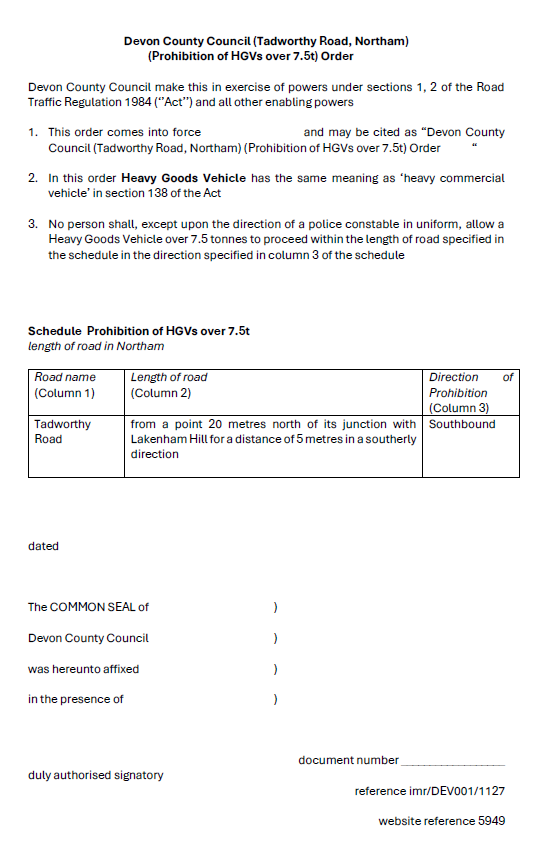 Devon County Council (Tadworthy Road, Northam)
(Prohibition of HGVs over 7.5t) Order
Devon County Council make this in exercise of powers under sections 1, 2 of the Road
Traffic Regulation 1984 (“Act”) and all other enabling powers
1. This order comes into force and may be cited as “Devon County
Council (Tadworthy Road, Northam) (Prohibition of HGVs over 7.5t) Order “
2. In this order Heavy Goods Vehicle has the same meaning as ‘heavy commercial
vehicle’ in section 138 of the Act
3. No person shall, except upon the direction of a police constable in uniform, allow a
Heavy Goods Vehicle over 7.5 tonnes to proceed within the length of road specified in
the schedule in the direction specified in column 3 of the schedule
Schedule Prohibition of HGVs over 7.5t
length of road in Northam
Road name
(Column 1)
Length of road
(Column 2)
Direction of
Prohibition
(Column 3)
Tadworthy
Road
from a point 20 metres north of its junction with
Lakenham Hill for a distance of 5 metres in a southerly
direction
Southbound
dated
The COMMON SEAL of )
Devon County Council )
was hereunto affixed )
in the presence of )
document number ________________
duly authorised signatory
reference imr/DEV001/1127
website reference 5949